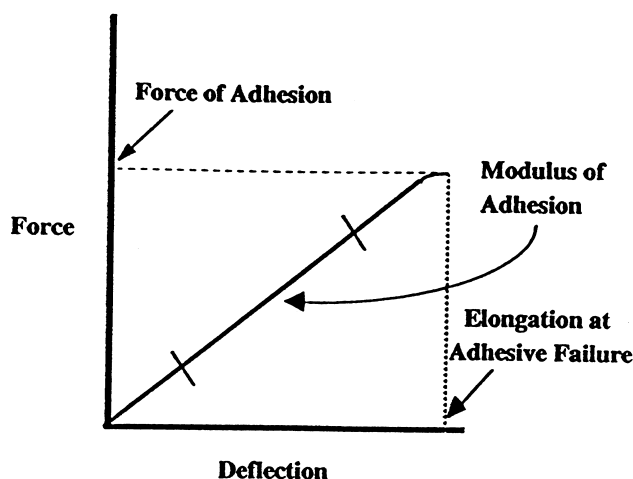 Force of Adhesion
Modulus of
Adhesion
Force
Elongation at
Adhesive Failure
Deflection